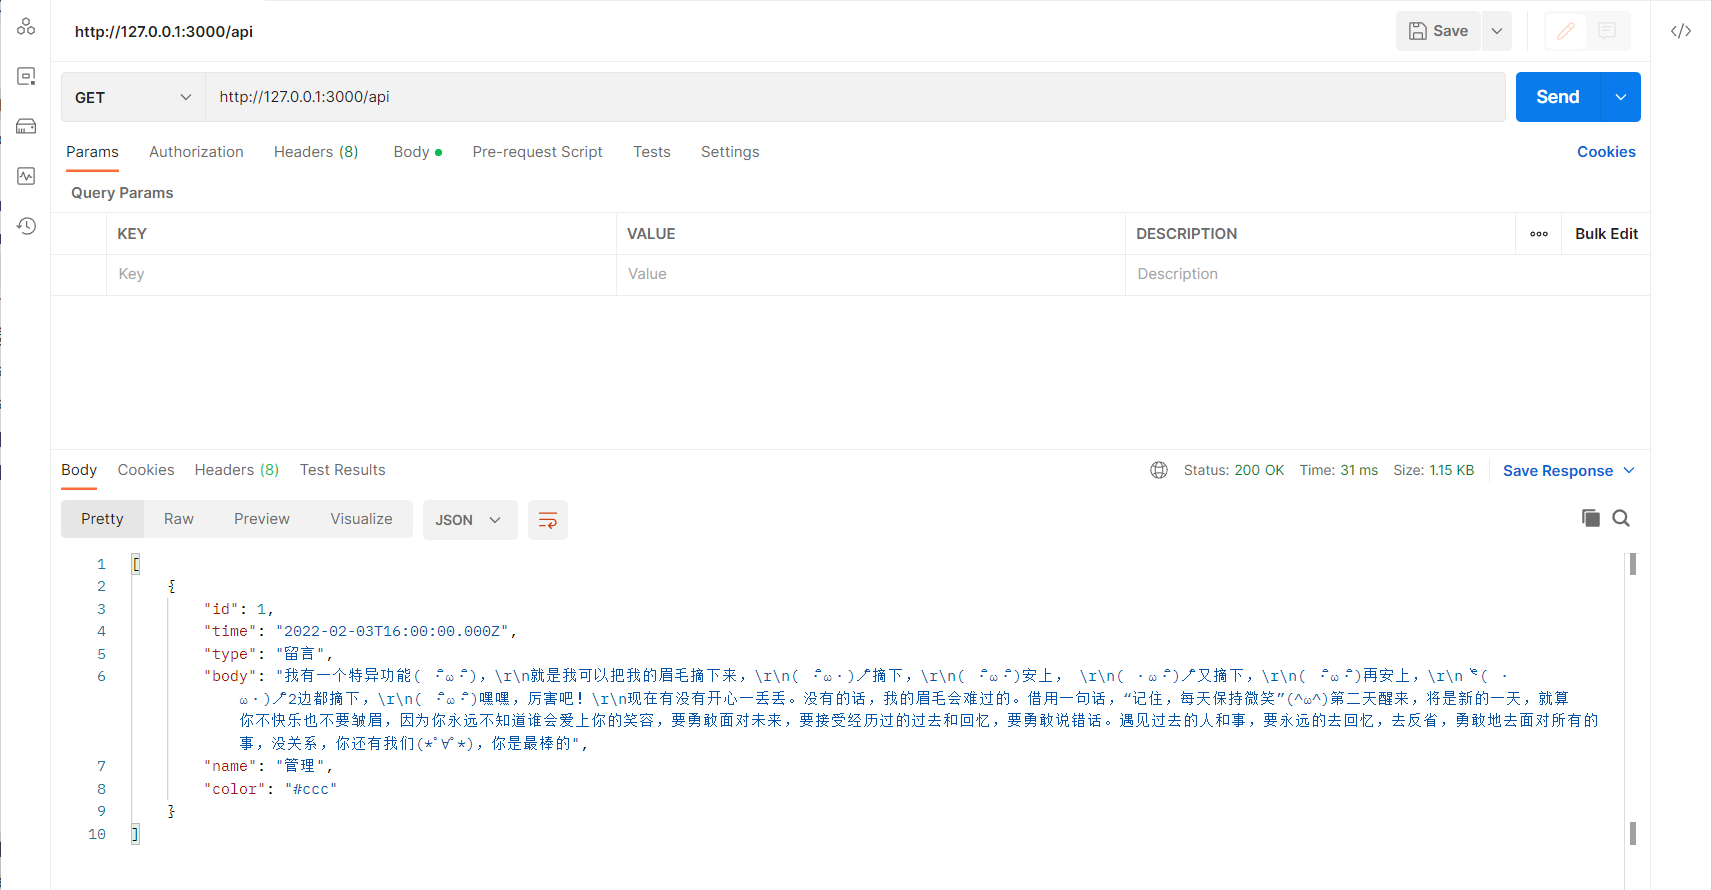 http://127.0.0.1:3000/api
Save
GET
http://127.0.0.1:3000/api
Send
Params Authorization Headers (8) Body Pre-request Script Tests Settings Cookies
Query Params
KEY VALUE DESCRIPTION Bulk Edit
Key Value Description
Body Cookies Headers (8) Test Results Status: 200 OK Time: 31 ms Size: 1.15 KB Save Response
Pretty Raw Preview Visualize JSON
1 [
2 {
3 "id": 1,
4 "time": "2022-02-03T16:00:00.000Z",
5 "type": "留言",
6 "body": "我有一个特异功能( ･᷄ω･᷅),\r\n就是我可以把我的眉毛摘下来,\r\n( ･᷄ω･)╯摘下,\r\n( ･᷄ω･᷅)安上, \r\n( ･ω･᷅)╯又摘下,\r\n( ･᷄ω･᷅)再安上,\r\n ( ･
ω･)╯2边都摘下,\r\n( ･᷄ω･᷅)嘿嘿,厉害吧!\r\n现在有没有开心一丢丢。没有的话,我的眉毛会难过的。借用一句话,“记住,每天保持微笑”(^ω^)第二天醒来,将是新的一天,就算
你不快乐也不要皱眉,因为你永远不知道谁会爱上你的笑容,要勇敢面对未来,要接受经历过的过去和回忆,要勇敢说错话。遇见过去的人和事,要永远的去回忆,去反省,勇敢地去面对所有的
事,没关系,你还有我们(*ﾟ∀ﾟ*),你是最棒的",
7 "name": "管理",
8 "color": "#ccc"
9 }
10 ]